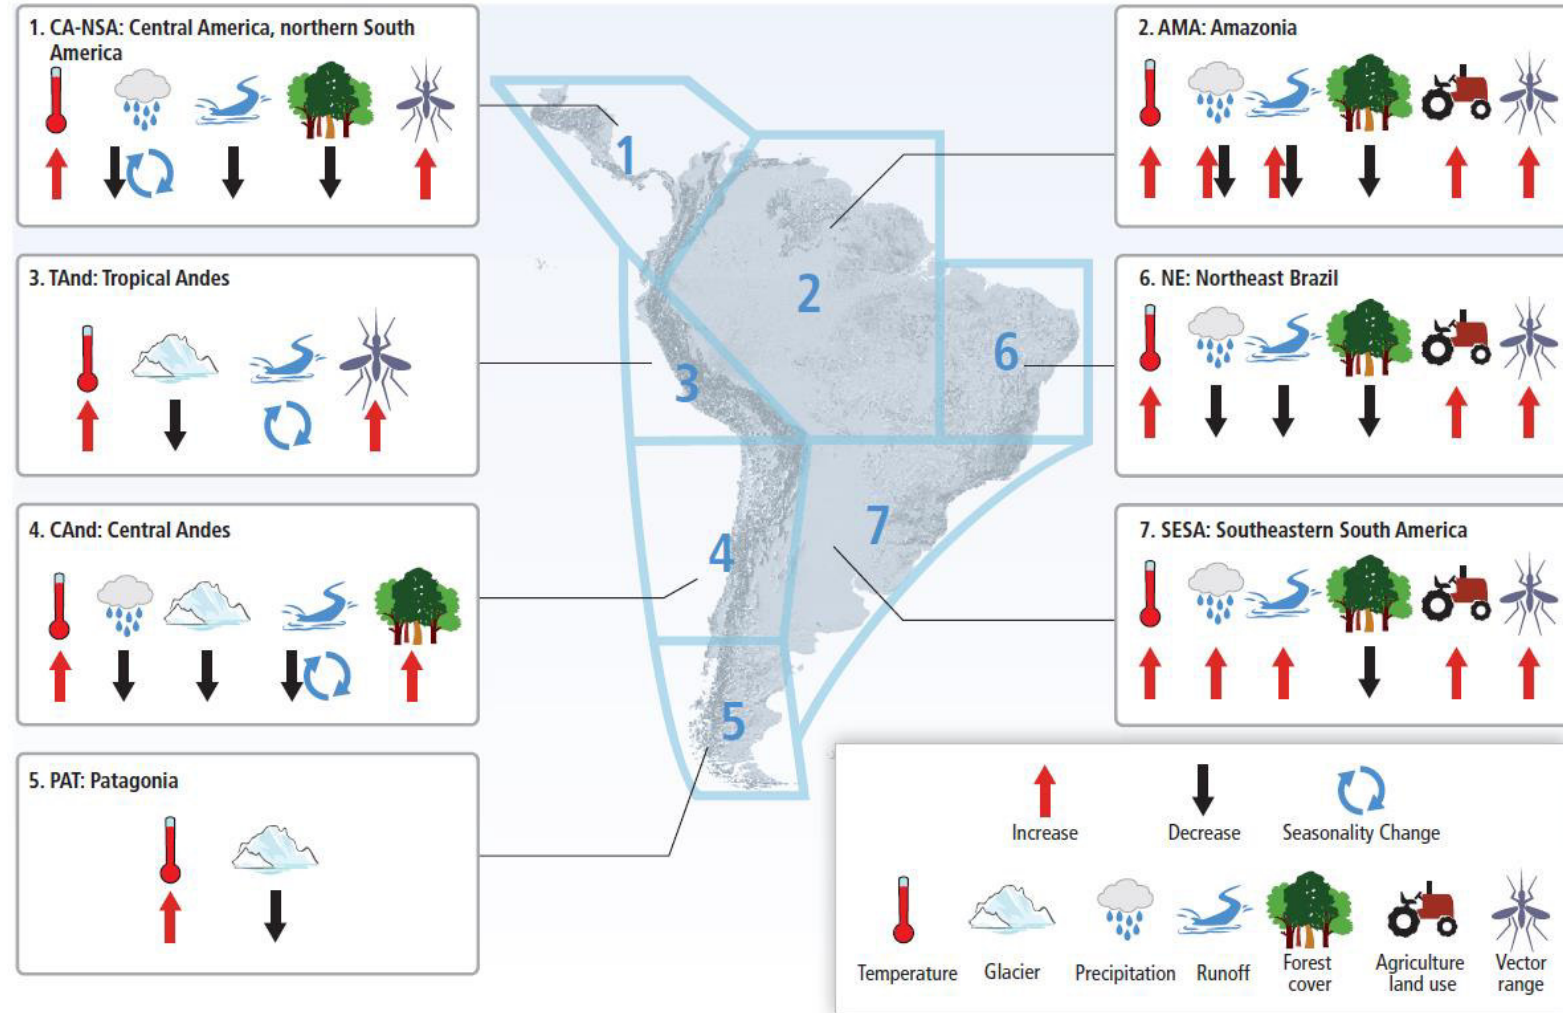 1. CA-NSA: Central America, northern South
America
2. AMA: Amazonia
3. TAnd: Tropical Andes
6. NE: Northeast Brazil
4. CAnd: Central Andes
7. SESA: Southeastern South America
5. PAT: Patagonia
1
2
3
6
4
7
5
Increase
Decrease
Seasonality Change
Temperature
Glacier
Precipitation
Runoff
Forest
cover
Agriculture
land use
Vector
range